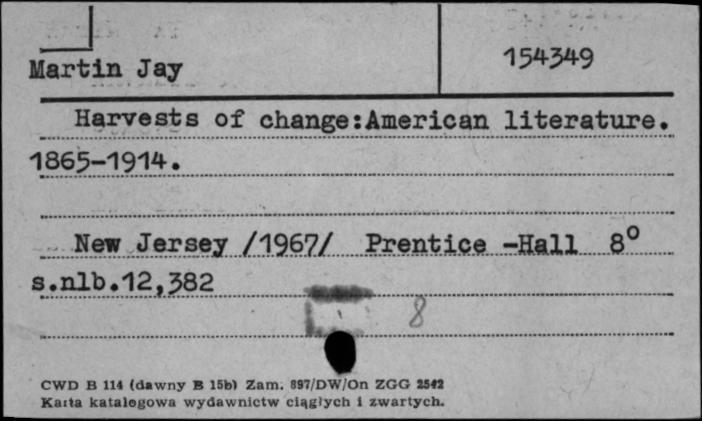 Martin Jay
154349
Harvests of change:American literature.
1865-1914.
New Jersey /1967/ Prentice -Hall 8°
s.nlb.12,382
8
CWD B 114 (dawny B 15b) Zam. 897/DW/On ZGG 2542
Karta katalogowa wydawnictw ciągłych i zwartych.